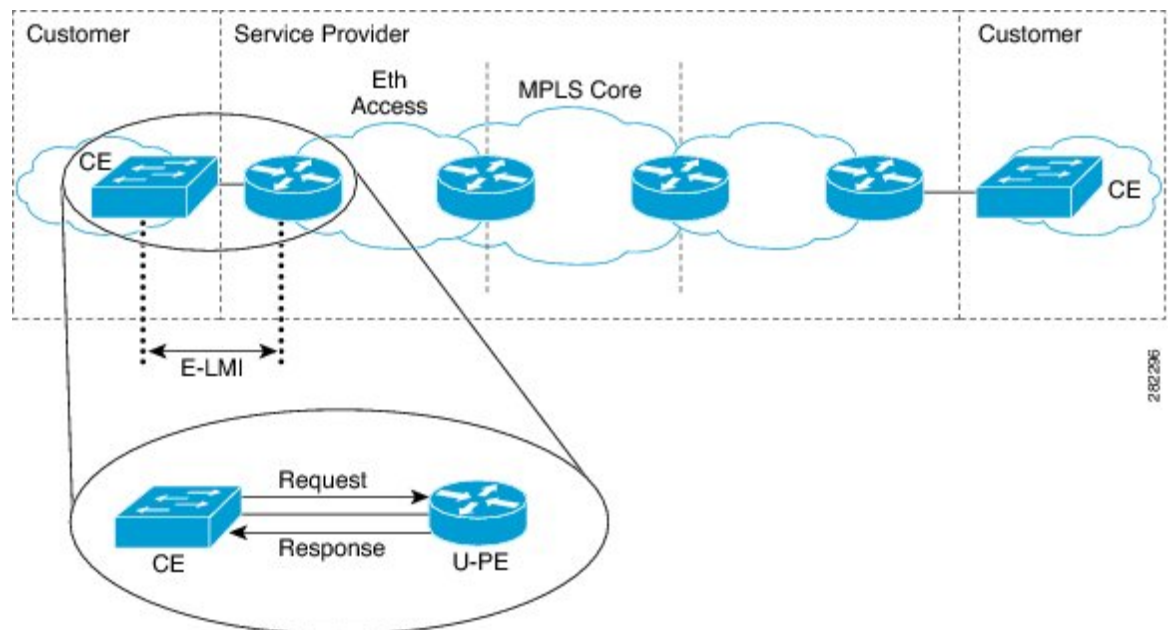 Customer
Service Provider
Customer
Eth
Access
MPLS Core
CE
CE
E-LMI
282296
Request
Response
CE
U-PE